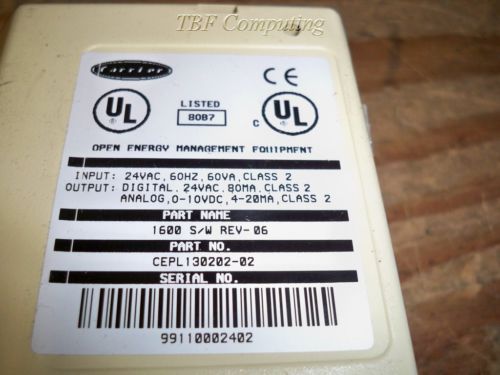 TBF Computing
Carrier
CE
UL
LISTED
80B7
C UL
OPEN ENERGY MANAGEMENT EQUIPMENT
INPUT: 24VAC, 60HZ, 60VA, CLASS 2
OUTPUT: DIGITAL, 24VAC, 80MA, CLASS 2
ANALOG, 0-10VDC, 4-20MA, CLASS 2
PART NAME
1600 S/W REV-06
PART NO.
CEPL130202-02
SERIAL NO.
99110002402